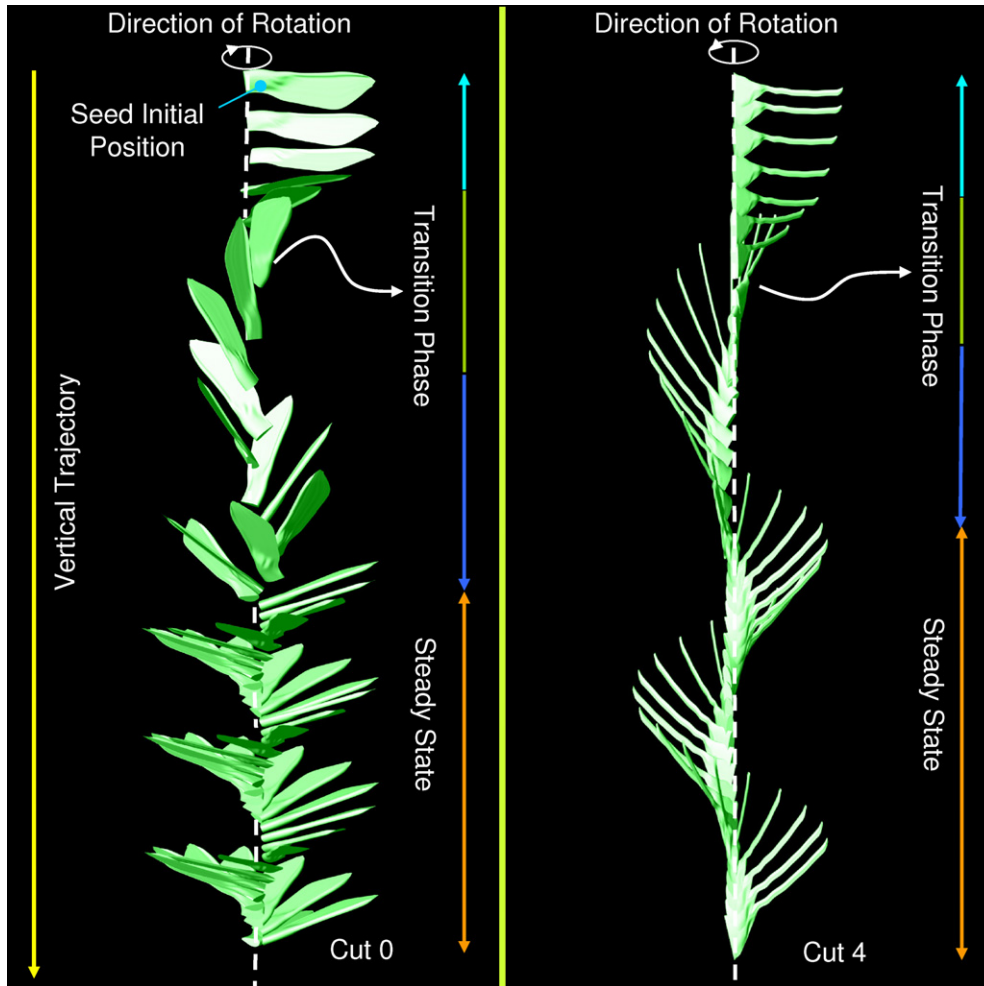 Direction of Rotation
Seed Initial
Position
Transition Phase
Vertical Trajectory
Steady State
Cut 0
Direction of Rotation
Transition Phase
Steady State
Cut 4